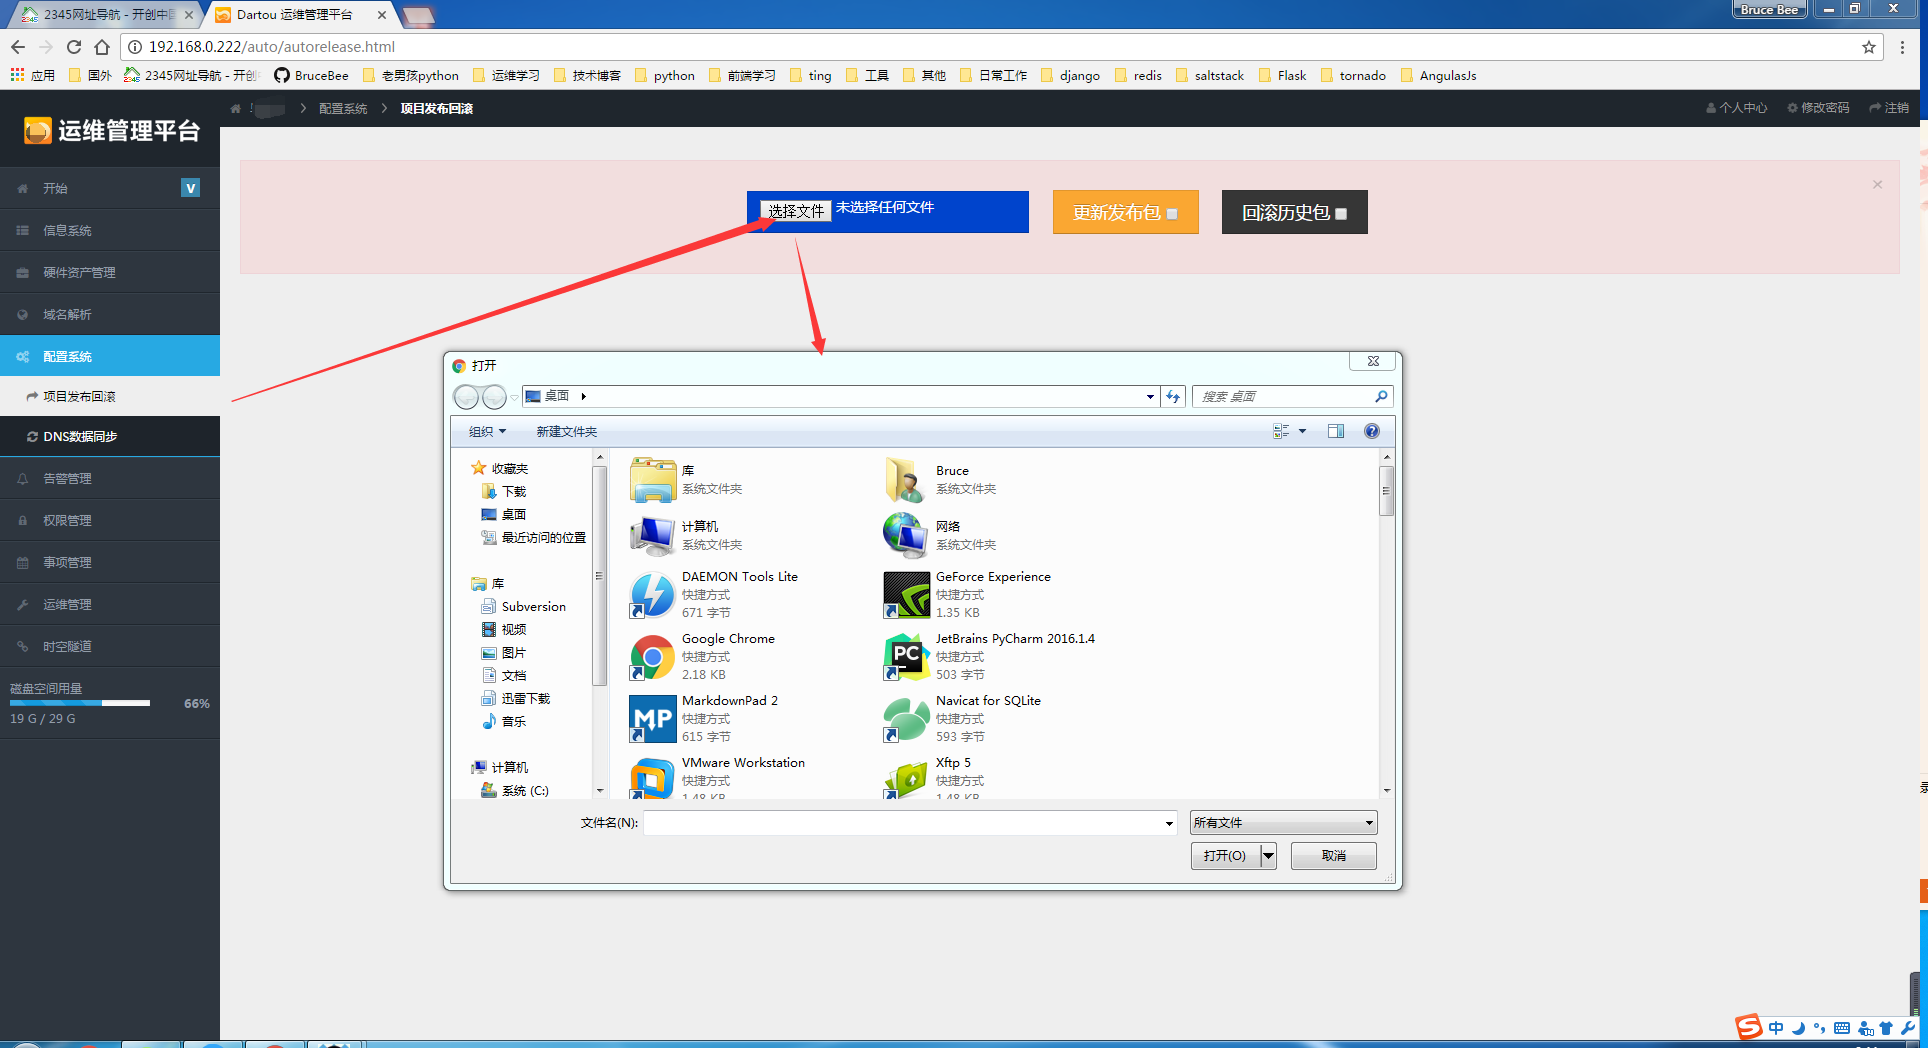 2345网址导航 - 开创中国
Dartou 运维管理平台
Bruce Bee
192.168.0.222/auto/autorelease.html
应用
国外
2345网址导航 - 开创
BruceBee
老男孩python
运维学习
技术博客
python
前端学习
ting
工具
其他
日常工作
django
redis
saltstack
Flask
tornado
AngulasJs
运维管理平台
配置系统
项目发布回滚
个人中心
修改密码
注销
开始
V
信息系统
硬件资产管理
域名解析
配置系统
项目发布回滚
DNS数据同步
告警管理
权限管理
事项管理
运维管理
时空隧道
磁盘空间用量
66%
19 G / 29 G
选择文件 未选择任何文件
更新发布包
回滚历史包
打开
桌面
搜索 桌面
组织
新建文件夹
收藏夹
下载
桌面
最近访问的位置
库
Subversion
视频
图片
文档
迅雷下载
音乐
计算机
系统 (C:)
库
系统文件夹
Bruce
系统文件夹
计算机
系统文件夹
网络
系统文件夹
DAEMON Tools Lite
快捷方式
671 字节
GeForce Experience
快捷方式
1.35 KB
Google Chrome
快捷方式
2.18 KB
PC
JetBrains PyCharm 2016.1.4
快捷方式
503 字节
MP
MarkdownPad 2
快捷方式
615 字节
Navicat for SQLite
快捷方式
593 字节
VMware Workstation
快捷方式
1.48 KB
Xftp 5
快捷方式
1.48 KB
文件名(N):
所有文件
打开(O)
取消
S 中